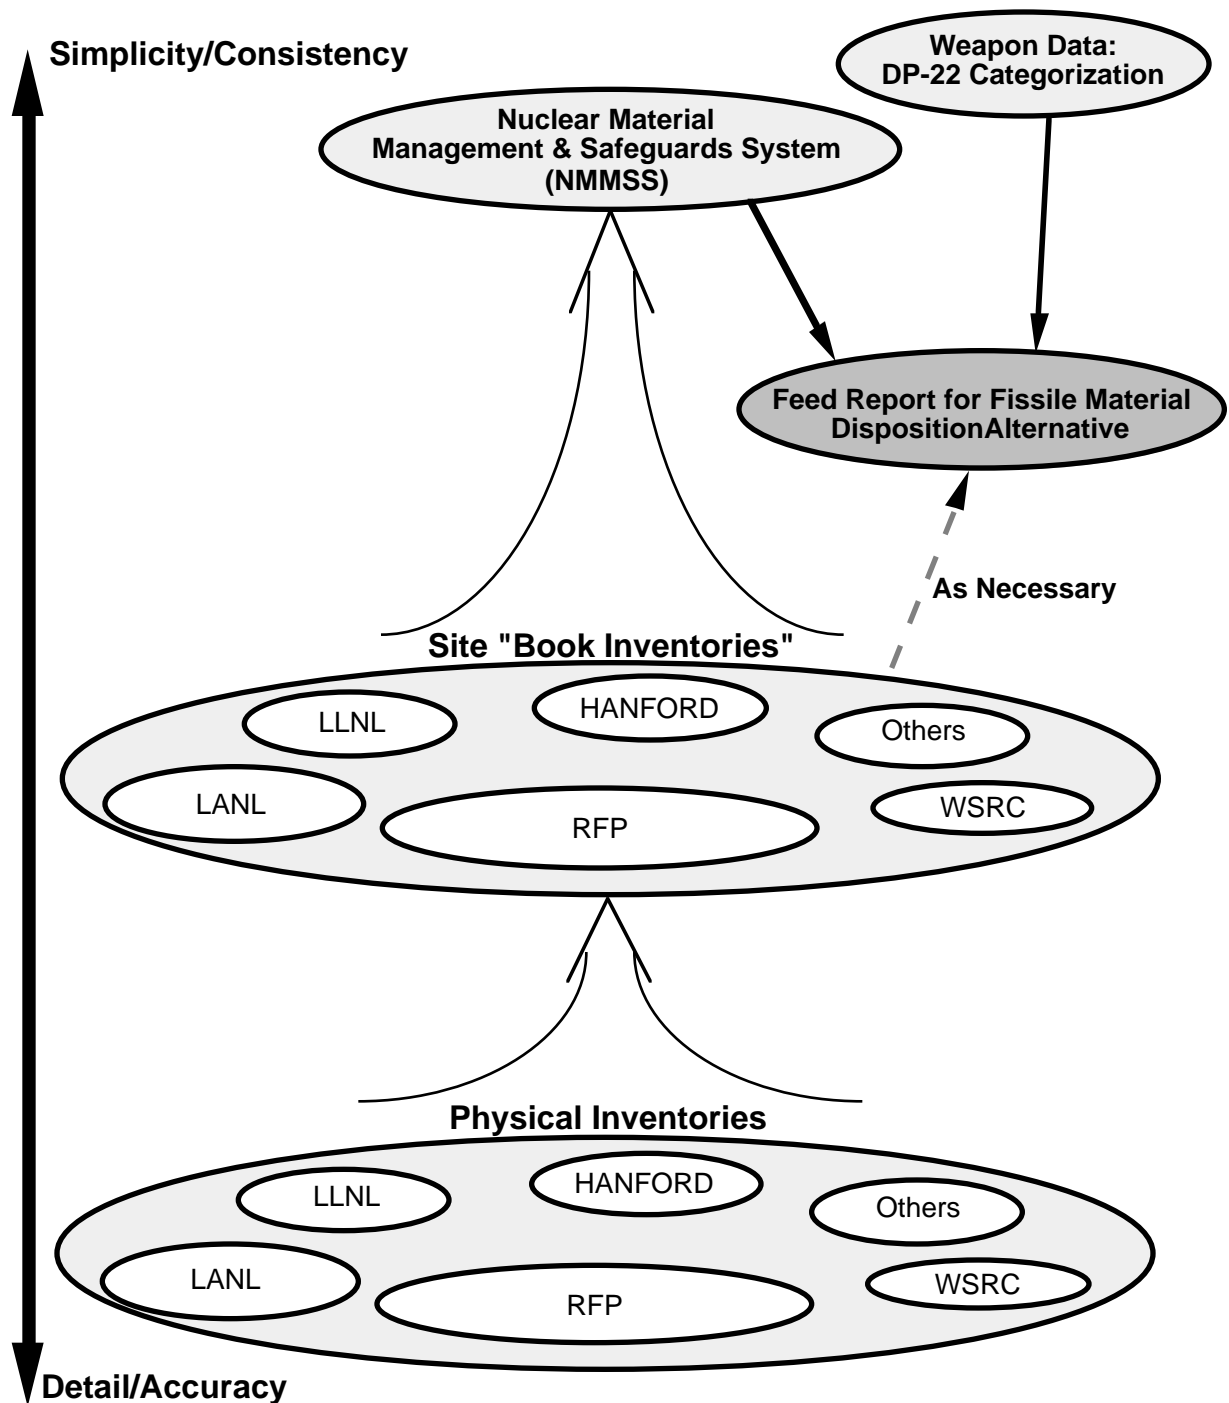 Simplicity/Consistency
Weapon Data:
DP-22 Categorization
Nuclear Material
Management & Safeguards System
(NMMSS)
Feed Report for Fissile Material
DispositionAlternative
As Necessary
Site "Book Inventories"
LLNL
HANFORD
Others
LANL
RFP
WSRC
Physical Inventories
LLNL
HANFORD
Others
LANL
RFP
WSRC
Detail/Accuracy